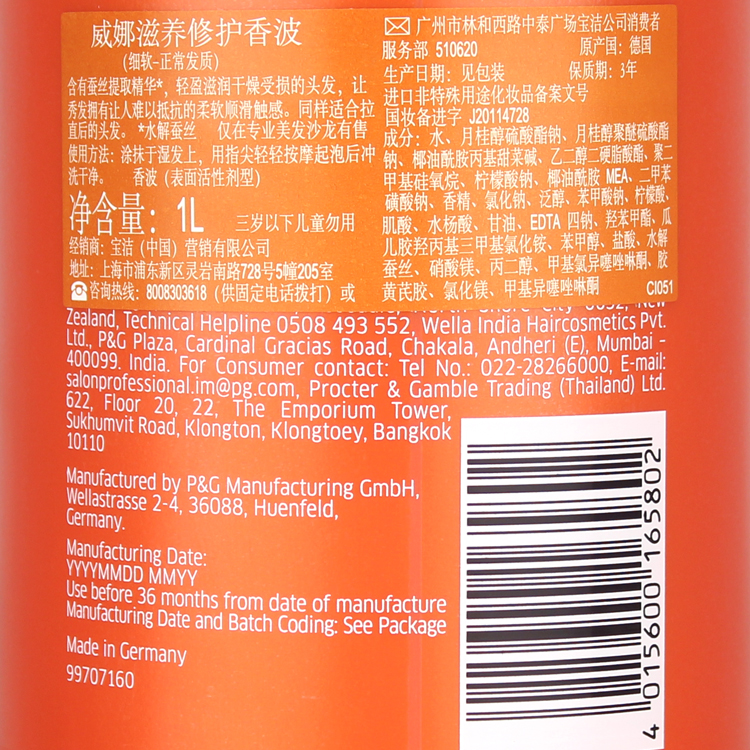 威娜滋养修护香波
(细软-正常发质)
含有蚕丝提取精华*，轻盈滋润干燥受损的头发，让
秀发拥有让人难以抵抗的柔软顺滑触感。同样适合拉
直后的头发。 *水解蚕丝 仅在专业美发沙龙有售
使用方法：涂抹于湿发上，用指尖轻轻按摩起泡后冲
洗干净。 香波（表面活性剂型）
净含量：1L 三岁以下儿童勿用
经销商：宝洁（中国）营销有限公司
地址：上海市浦东新区灵岩南路728号5幢205室
☎咨询热线：8008303618（供固定电话拨打）或
广州市林和西路中泰广场宝洁公司消费者
服务部 510620 原产国：德国
生产日期：见包装 保质期：3年
进口非特殊用途化妆品备案文号
国妆备进字 J20114728
成分：水、月桂醇硫酸酯钠、月桂醇聚醚硫酸酯
钠、椰油酰胺丙基甜菜碱、乙二醇二硬脂酸酯、聚二
甲基硅氧烷、柠檬酸钠、椰油酰胺 MEA、二甲苯
磺酸钠、香精、氯化钠、泛醇、苯甲酸钠、柠檬酸、
肌酸、水杨酸、甘油、EDTA 四钠、羟苯甲酯、瓜
儿胶羟丙基三甲基氯化铵、苯甲醇、盐酸、水解
蚕丝、硝酸镁、丙二醇、甲基氯异噻唑啉酮、胶
黄芪胶、氯化镁、甲基异噻唑啉酮
CI051
Zealand, Technical Helpline 0508 493 552, Wella India Haircosmetics Pvt.
Ltd., P&G Plaza, Cardinal Gracias Road, Chakala, Andheri (E), Mumbai -
400099. India. For Consumer contact: Tel No.: 022-28266000, E-mail:
salonprofessional.im@pg.com, Procter & Gamble Trading (Thailand) Ltd.
622, Floor 20, 22, The Emporium Tower,
Sukhumvit Road, Klongton, Klongtoey, Bangkok
10110
Manufactured by P&G Manufacturing GmbH,
Wellastrasse 2-4, 36088, Huenfeld,
Germany.
Manufacturing Date:
YYYYMMDD MMYY
Use before 36 months from date of manufacture
Manufacturing Date and Batch Coding: See Package
Made in Germany
99707160
4 015600 165802